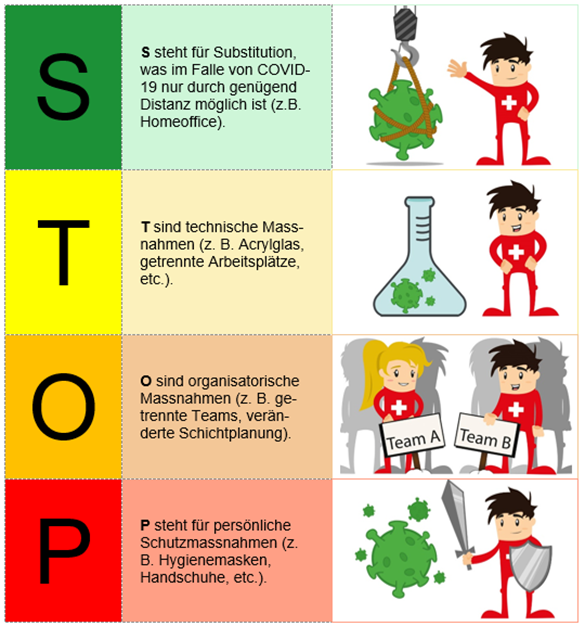 S
S steht für Substitution,
was im Falle von COVID-
19 nur durch genügend
Distanz möglich ist (z.B.
Homeoffice).
T
T sind technische Mass-
nahmen (z. B. Acrylglas,
getrennte Arbeitsplätze,
etc.).
O
O sind organisatorische
Massnahmen (z. B. ge-
trennte Teams, verän-
derte Schichtplanung).
Team A
Team B
P
P steht für persönliche
Schutzmassnahmen (z.
B. Hygienemasken,
Handschuhe, etc.).